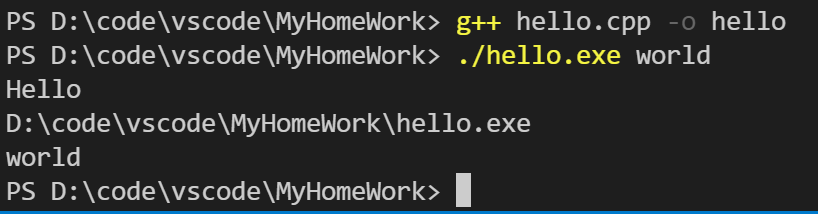 PS D:\code\vscode\MyHomeWork> g++ hello.cpp -o hello
PS D:\code\vscode\MyHomeWork> ./hello.exe world
Hello
D:\code\vscode\MyHomeWork\hello.exe
world
PS D:\code\vscode\MyHomeWork>